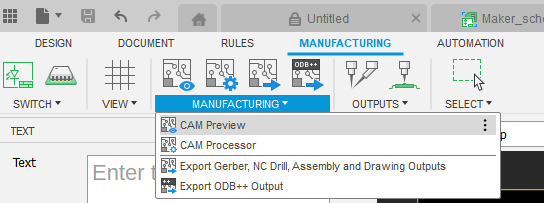 Untitled
Maker_sch
DESIGN DOCUMENT RULES MANUFACTURING AUTOMATION
ODB++
SWITCH VIEW MANUFACTURING OUTPUTS SELECT
TEXT
CAM Preview
Text
Enter t
CAM Processor
Export Gerber, NC Drill, Assembly and Drawing Outputs
Export ODB++ Output